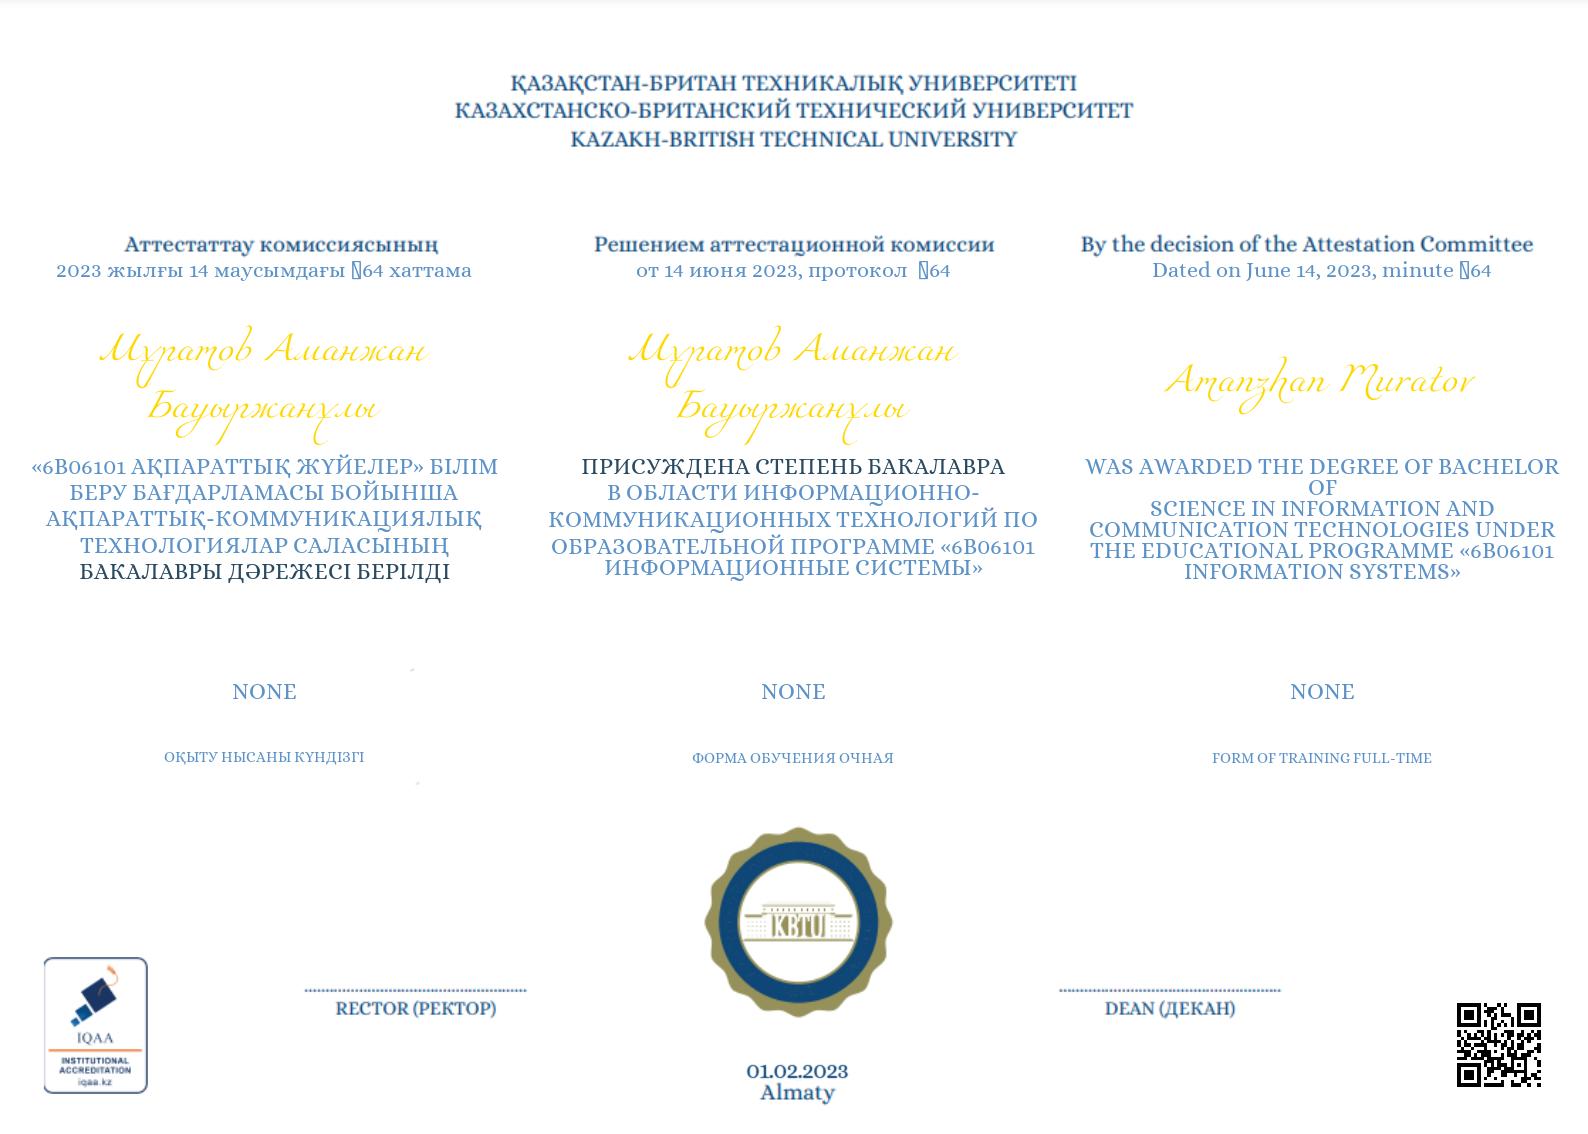 ҚАЗАҚСТАН-БРИТАН ТЕХНИКАЛЫҚ УНИВЕРСИТЕТІ
КАЗАХСТАНСКО-БРИТАНСКИЙ ТЕХНИЧЕСКИЙ УНИВЕРСИТЕТ
KAZAKH-BRITISH TECHNICAL UNIVERSITY
Аттестаттау комиссиясының
2023 жылғы 14 маусымдағы 64 хаттама
Мұратов Аманжан
Бауыржанұлы
«6B06101 АҚПАРАТТЫҚ ЖҮЙЕЛЕР» БІЛІМ
БЕРУ БАҒДАРЛАМАСЫ БОЙЫНША
АҚПАРАТТЫҚ-КОММУНИКАЦИЯЛЫҚ
ТЕХНОЛОГИЯЛАР САЛАСЫНЫҢ
БАКАЛАВРЫ ДӘРЕЖЕСІ БЕРІЛДІ
NONE
ОҚЫТУ НЫСАНЫ КҮНДІЗГІ
Решением аттестационной комиссии
от 14 июня 2023, протокол 64
Мұратов Аманжан
Бауыржанұлы
ПРИСУЖДЕНА СТЕПЕНЬ БАКАЛАВРА
В ОБЛАСТИ ИНФОРМАЦИОННО-
КОММУНИКАЦИОННЫХ ТЕХНОЛОГИЙ ПО
ОБРАЗОВАТЕЛЬНОЙ ПРОГРАММЕ «6B06101
ИНФОРМАЦИОННЫЕ СИСТЕМЫ»
NONE
ФОРМА ОБУЧЕНИЯ ОЧНАЯ
By the decision of the Attestation Committee
Dated on June 14, 2023, minute 64
Amanzhan Muratov
WAS AWARDED THE DEGREE OF BACHELOR
OF
SCIENCE IN INFORMATION AND
COMMUNICATION TECHNOLOGIES UNDER
THE EDUCATIONAL PROGRAMME «6B06101
INFORMATION SYSTEMS»
NONE
FORM OF TRAINING FULL-TIME
KBTU
IQAA
INSTITUTIONAL
ACCREDITATION
iqaa.kz
RECTOR (РЕКТОР)
DEAN (ДЕКАН)
01.02.2023
Almaty